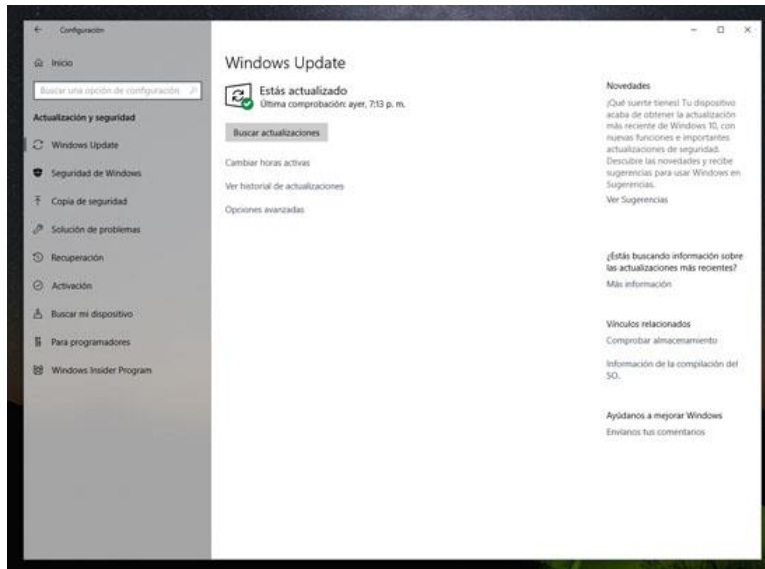 Configuración
Inicio
Buscar una opción de configuración
Actualización y seguridad
Windows Update
Seguridad de Windows
Copia de seguridad
Solución de problemas
Recuperación
Activación
Buscar mi dispositivo
Para programadores
Windows Insider Program
Windows Update
Estás actualizado
Última comprobación: ayer, 7:13 p. m.
Buscar actualizaciones
Cambiar horas activas
Ver historial de actualizaciones
Opciones avanzadas
Novedades
¡Qué suerte tienes! Tu dispositivo
acaba de obtener la actualización
más reciente de Windows 10, con
nuevas funciones e importantes
actualizaciones de seguridad.
Descubre las novedades y recibe
sugerencias para usar Windows en
Sugerencias.
Ver Sugerencias
¿Estás buscando información sobre
las actualizaciones más recientes?
Más información
Vínculos relacionados
Comprobar almacenamiento
Información de la compilación del
SO.
Ayúdanos a mejorar Windows
Envíanos tus comentarios